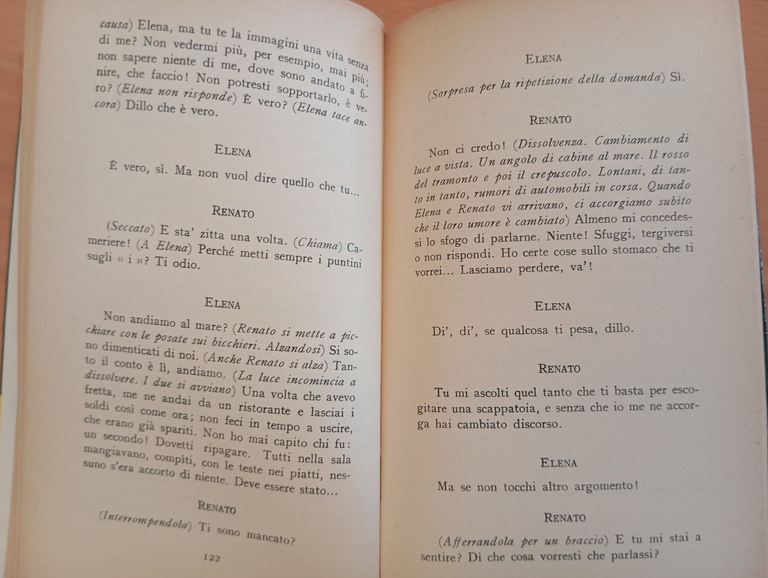 causa) Elena, ma tu te la immagini una vita senza
di me? Non vedermi più, per esempio, mai più;
non sapere niente di me, dove sono andato a fi-
nire, che faccio! Non potresti sopportarlo, è ve-
ro? (Elena non risponde) È vero? (Elena tace an-
cora) Dillo che è vero.
ELENA
È vero, sì. Ma non vuol dire quello che tu...
RENATO
(Seccato) E sta' zitta una volta. (Chiama) Ca-
meriere! (A Elena) Perché metti sempre i puntini
sugli « i »? Ti odio.
ELENA
Non andiamo al mare? (Renato si mette a pic-
chiare con le posate sui bicchieri. Alzandosi) Si so-
no dimenticati di noi. (Anche Renato si alza) Tan-
to il conto è lì, andiamo. (La luce incomincia a
dissolvere. I due si avviano) Una volta che avevo
fretta, me ne andai da un ristorante e lasciai i
soldi così come ora; non feci in tempo a uscire,
che erano già spariti. Non ho mai capito chi fu:
un secondo! Dovetti ripagare. Tutti nella sala
mangiavano, compìti, con le teste nei piatti, nes-
suno s'era accorto di niente. Deve essere stato...
RENATO
(Interrompendola) Ti sono mancato?
122
ELENA
(Sorpresa per la ripetizione della domanda) Sì.
RENATO
Non ci credo! (Dissolvenza. Cambiamento di
luce a vista. Un angolo di cabine al mare. Il rosso
del tramonto e poi il crepuscolo. Lontani, di tan-
to in tanto, rumori di automobili in corsa. Quando
Elena e Renato vi arrivano, ci accorgiamo subito
che il loro umore è cambiato) Almeno mi concedes-
si lo sfogo di parlarne. Niente! Sfuggi, tergiversi
o non rispondi. Ho certe cose sullo stomaco che ti
vorrei... Lasciamo perdere, va'!
ELENA
Di', di', se qualcosa ti pesa, dillo.
RENATO
Tu mi ascolti quel tanto che ti basta per esco-
gitare una scappatoia, e senza che io me ne accor-
ga hai cambiato discorso.
ELENA
Ma se non tocchi altro argomento!
RENATO
(Afferrandola per un braccio) E tu mi stai a
sentire? Di che cosa vorresti che parlassi?